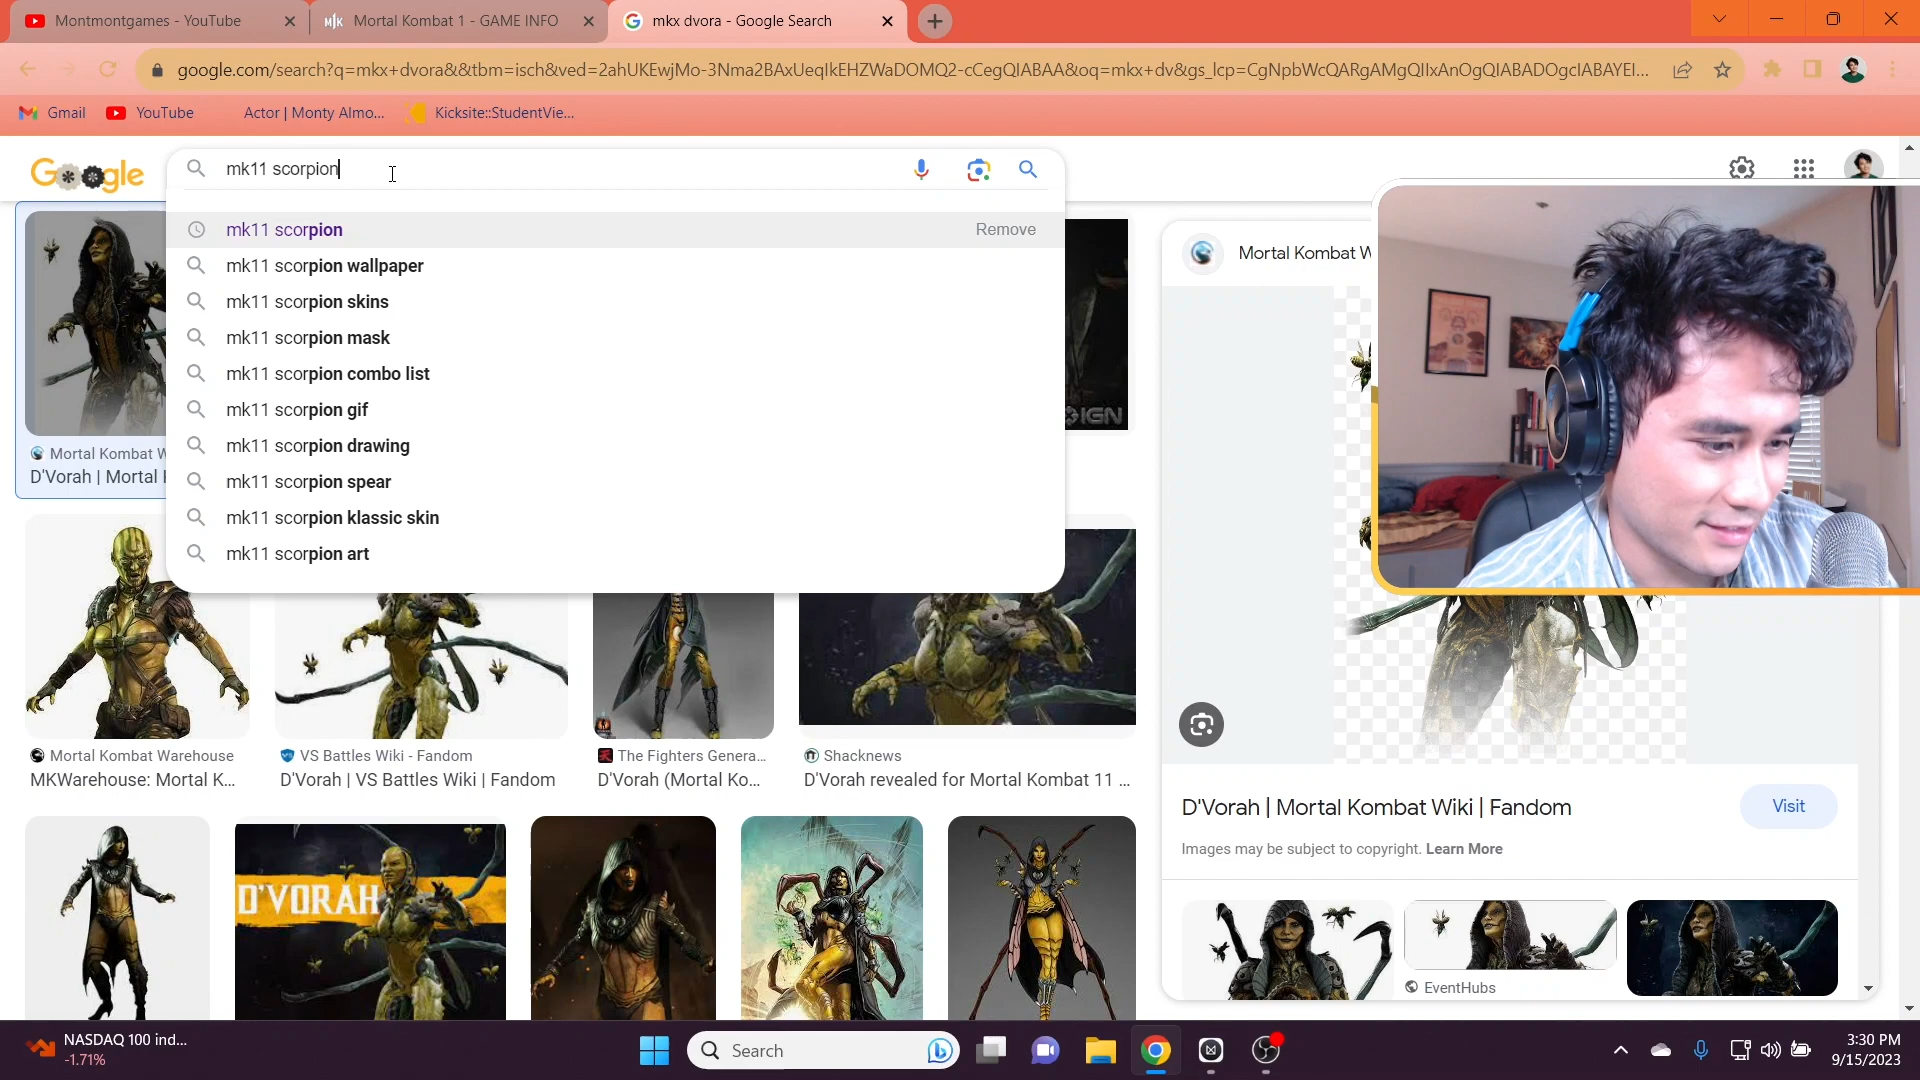 Montmontgames - YouTube
Mortal Kombat 1 - GAME INFO
mkx dvora - Google Search
google.com/search?q=mkx+dvora&&tbm=isch&ved=2ahUKEwjMo-3Nma2BAxUeqIkEHZWaDOMQ2-cCegQIABAA&oq=mkx+dv&gs_lcp=CgNpbWcQARgAMgQIIxAnOgQIABADOgcIABAYEI...
Gmail
YouTube
Actor | Monty Almo...
Kicksite::StudentVie...
Google
mk11 scorpion
mk11 scorpion
Remove
mk11 scorpion wallpaper
mk11 scorpion skins
mk11 scorpion mask
mk11 scorpion combo list
mk11 scorpion gif
mk11 scorpion drawing
mk11 scorpion spear
mk11 scorpion klassic skin
mk11 scorpion art
Mortal Kombat W
IGN
Mortal Kombat W
D'Vorah | Mortal
Mortal Kombat Warehouse
MKWarehouse: Mortal K...
VS Battles Wiki - Fandom
D'Vorah | VS Battles Wiki | Fandom
The Fighters Genera...
D'Vorah (Mortal Ko...
Shacknews
D'Vorah revealed for Mortal Kombat 11 ...
D'Vorah | Mortal Kombat Wiki | Fandom
Visit
Images may be subject to copyright. Learn More
D'VORAH
EventHubs
NASDAQ 100 ind...
-1.71%
Search
3:30 PM
9/15/2023